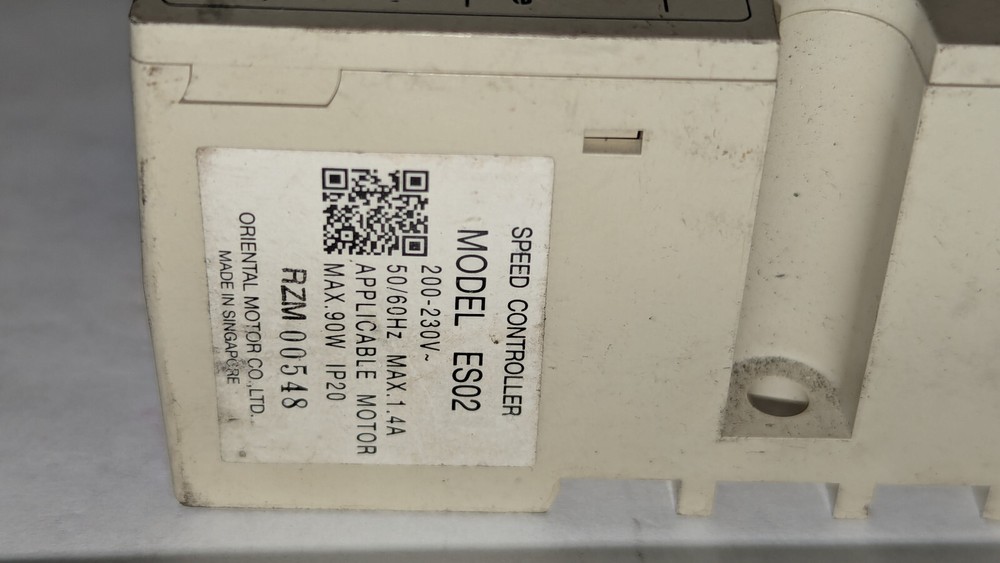 SPEED CONTROLLER
MODEL ES02
200-230V~
50/60Hz MAX.1.4A
APPLICABLE MOTOR
MAX.90W IP20
RZM 00548
ORIENTAL MOTOR CO.,LTD.
MADE IN SINGAPORE